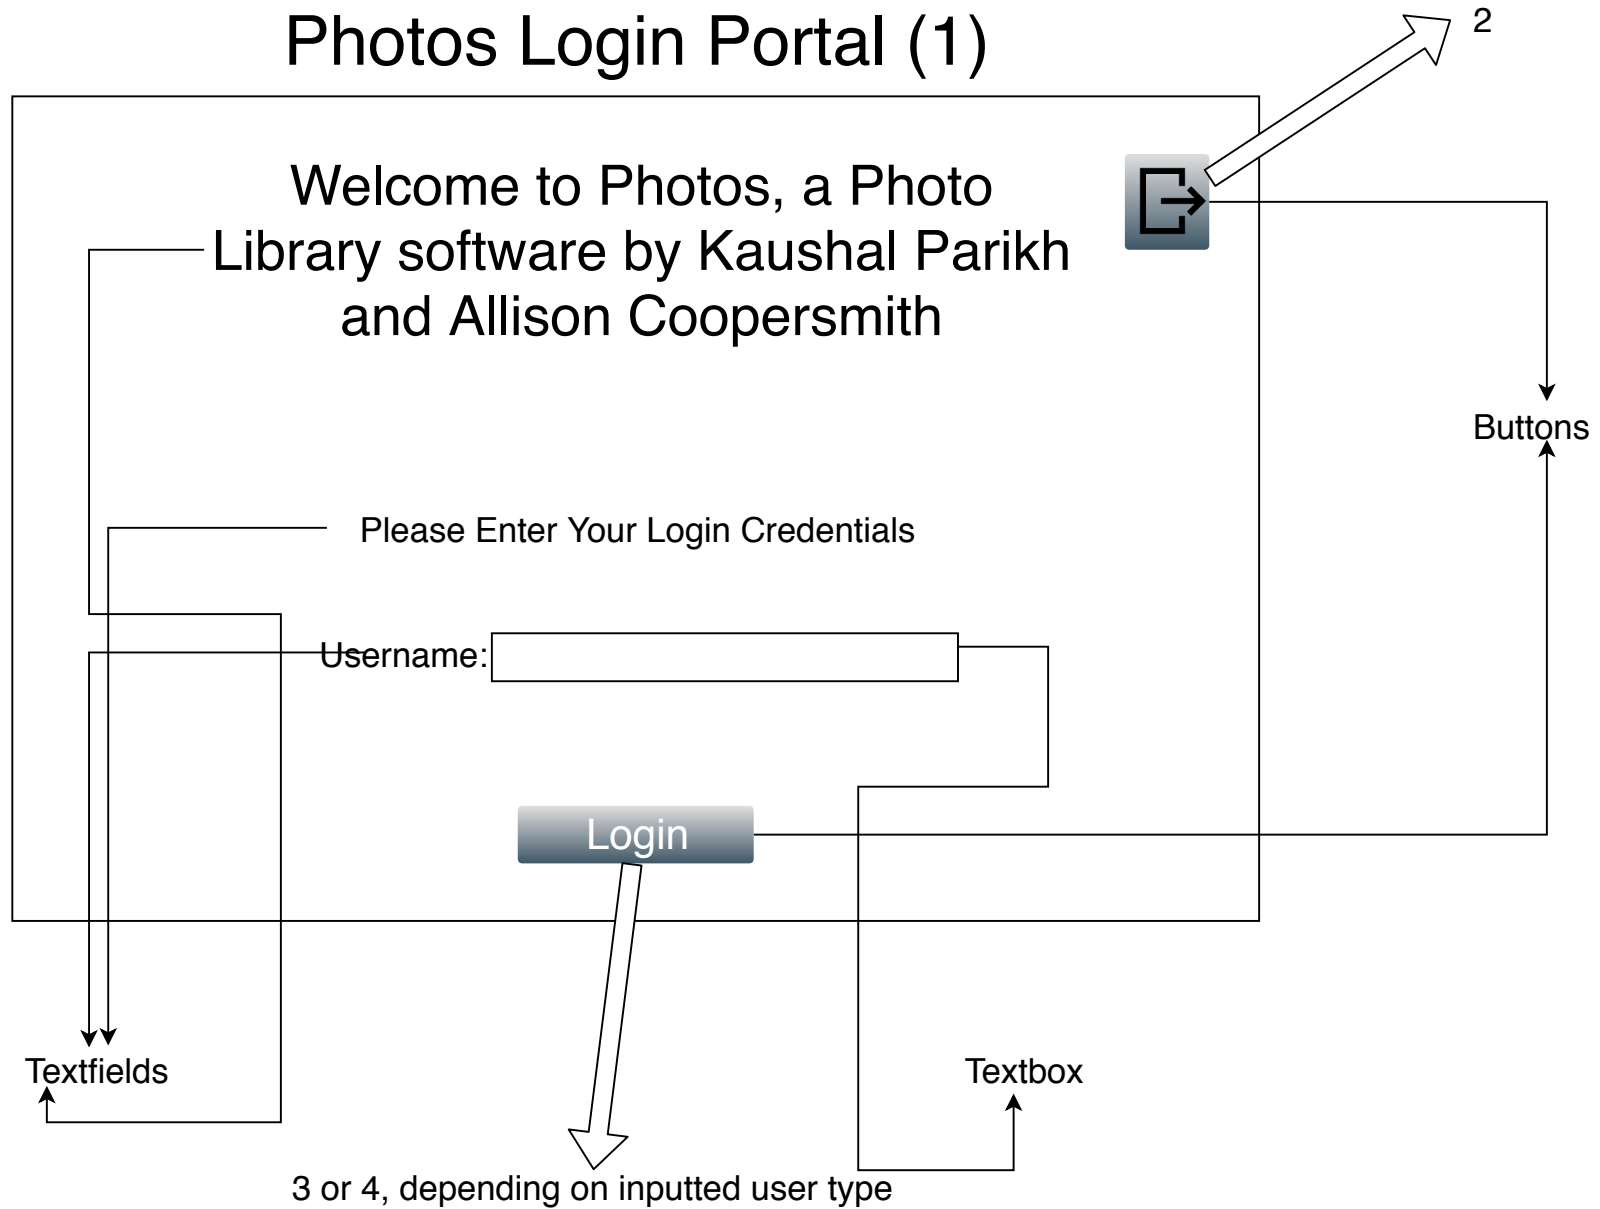 Photos Login Portal (1)
2
Welcome to Photos, a Photo
Library software by Kaushal Parikh
and Allison Coopersmith
Buttons
Please Enter Your Login Credentials
Username:
Login
Textfields
Textbox
3 or 4, depending on inputted user type